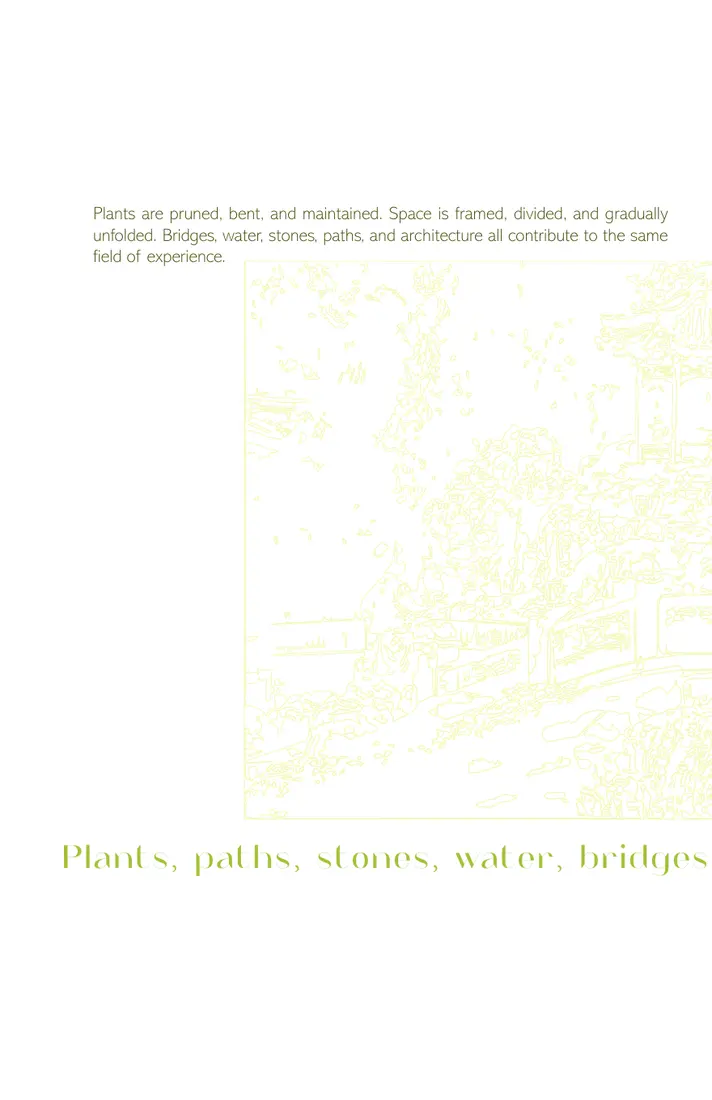 Plants are pruned, bent, and maintained. Space is framed, divided, and gradually
unfolded. Bridges, water, stones, paths, and architecture all contribute to the same
field of experience.
Plants, paths, stones, water, bridges